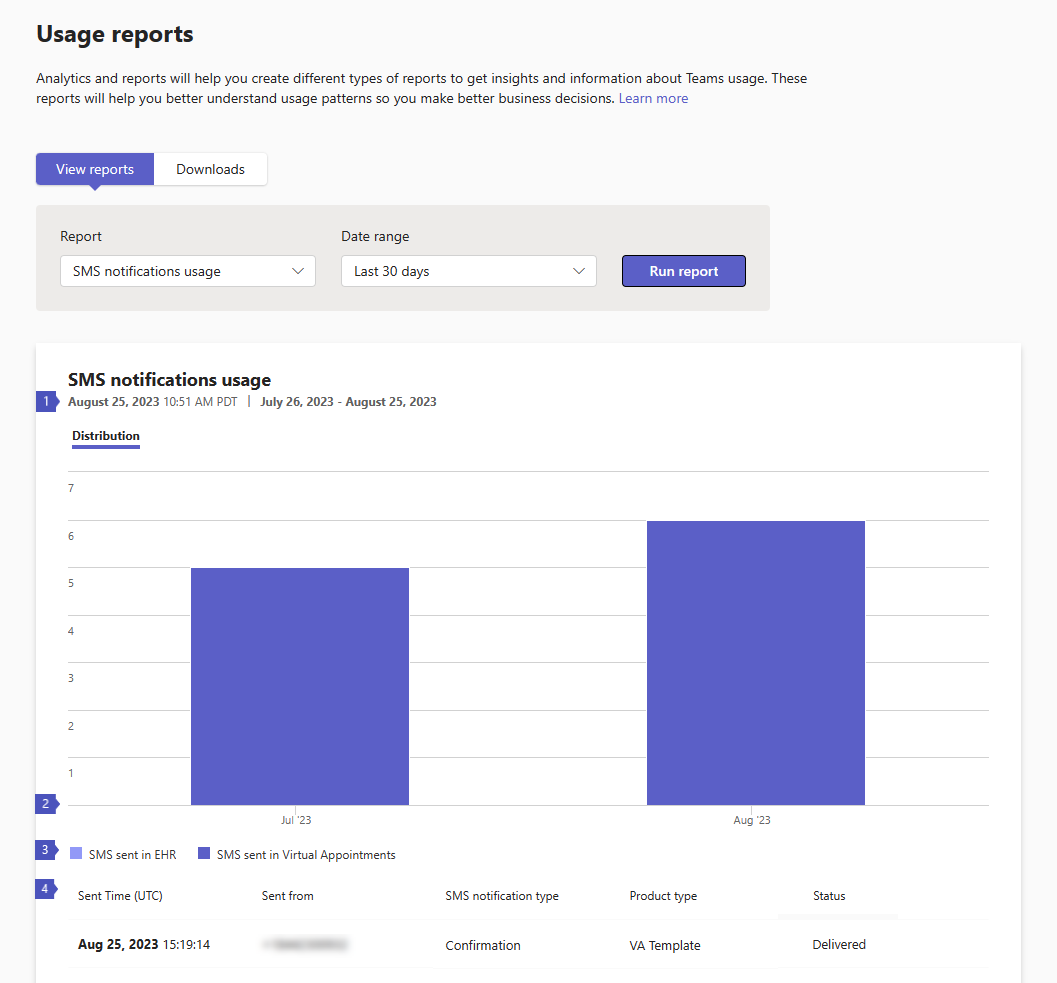 Usage reports
Analytics and reports will help you create different types of reports to get insights and information about Teams usage. These
reports will help you better understand usage patterns so you make better business decisions. Learn more
View reports Downloads
Report Date range
SMS notifications usage Last 30 days Run report
SMS notifications usage
1 August 25, 2023 10:51 AM PDT | July 26, 2023 - August 25, 2023
Distribution
7
6
5
4
3
2
1
2
Jul '23 Aug '23
3 SMS sent in EHR SMS sent in Virtual Appointments
4 Sent Time (UTC) Sent from SMS notification type Product type Status
Aug 25, 2023 15:19:14 Confirmation VA Template Delivered